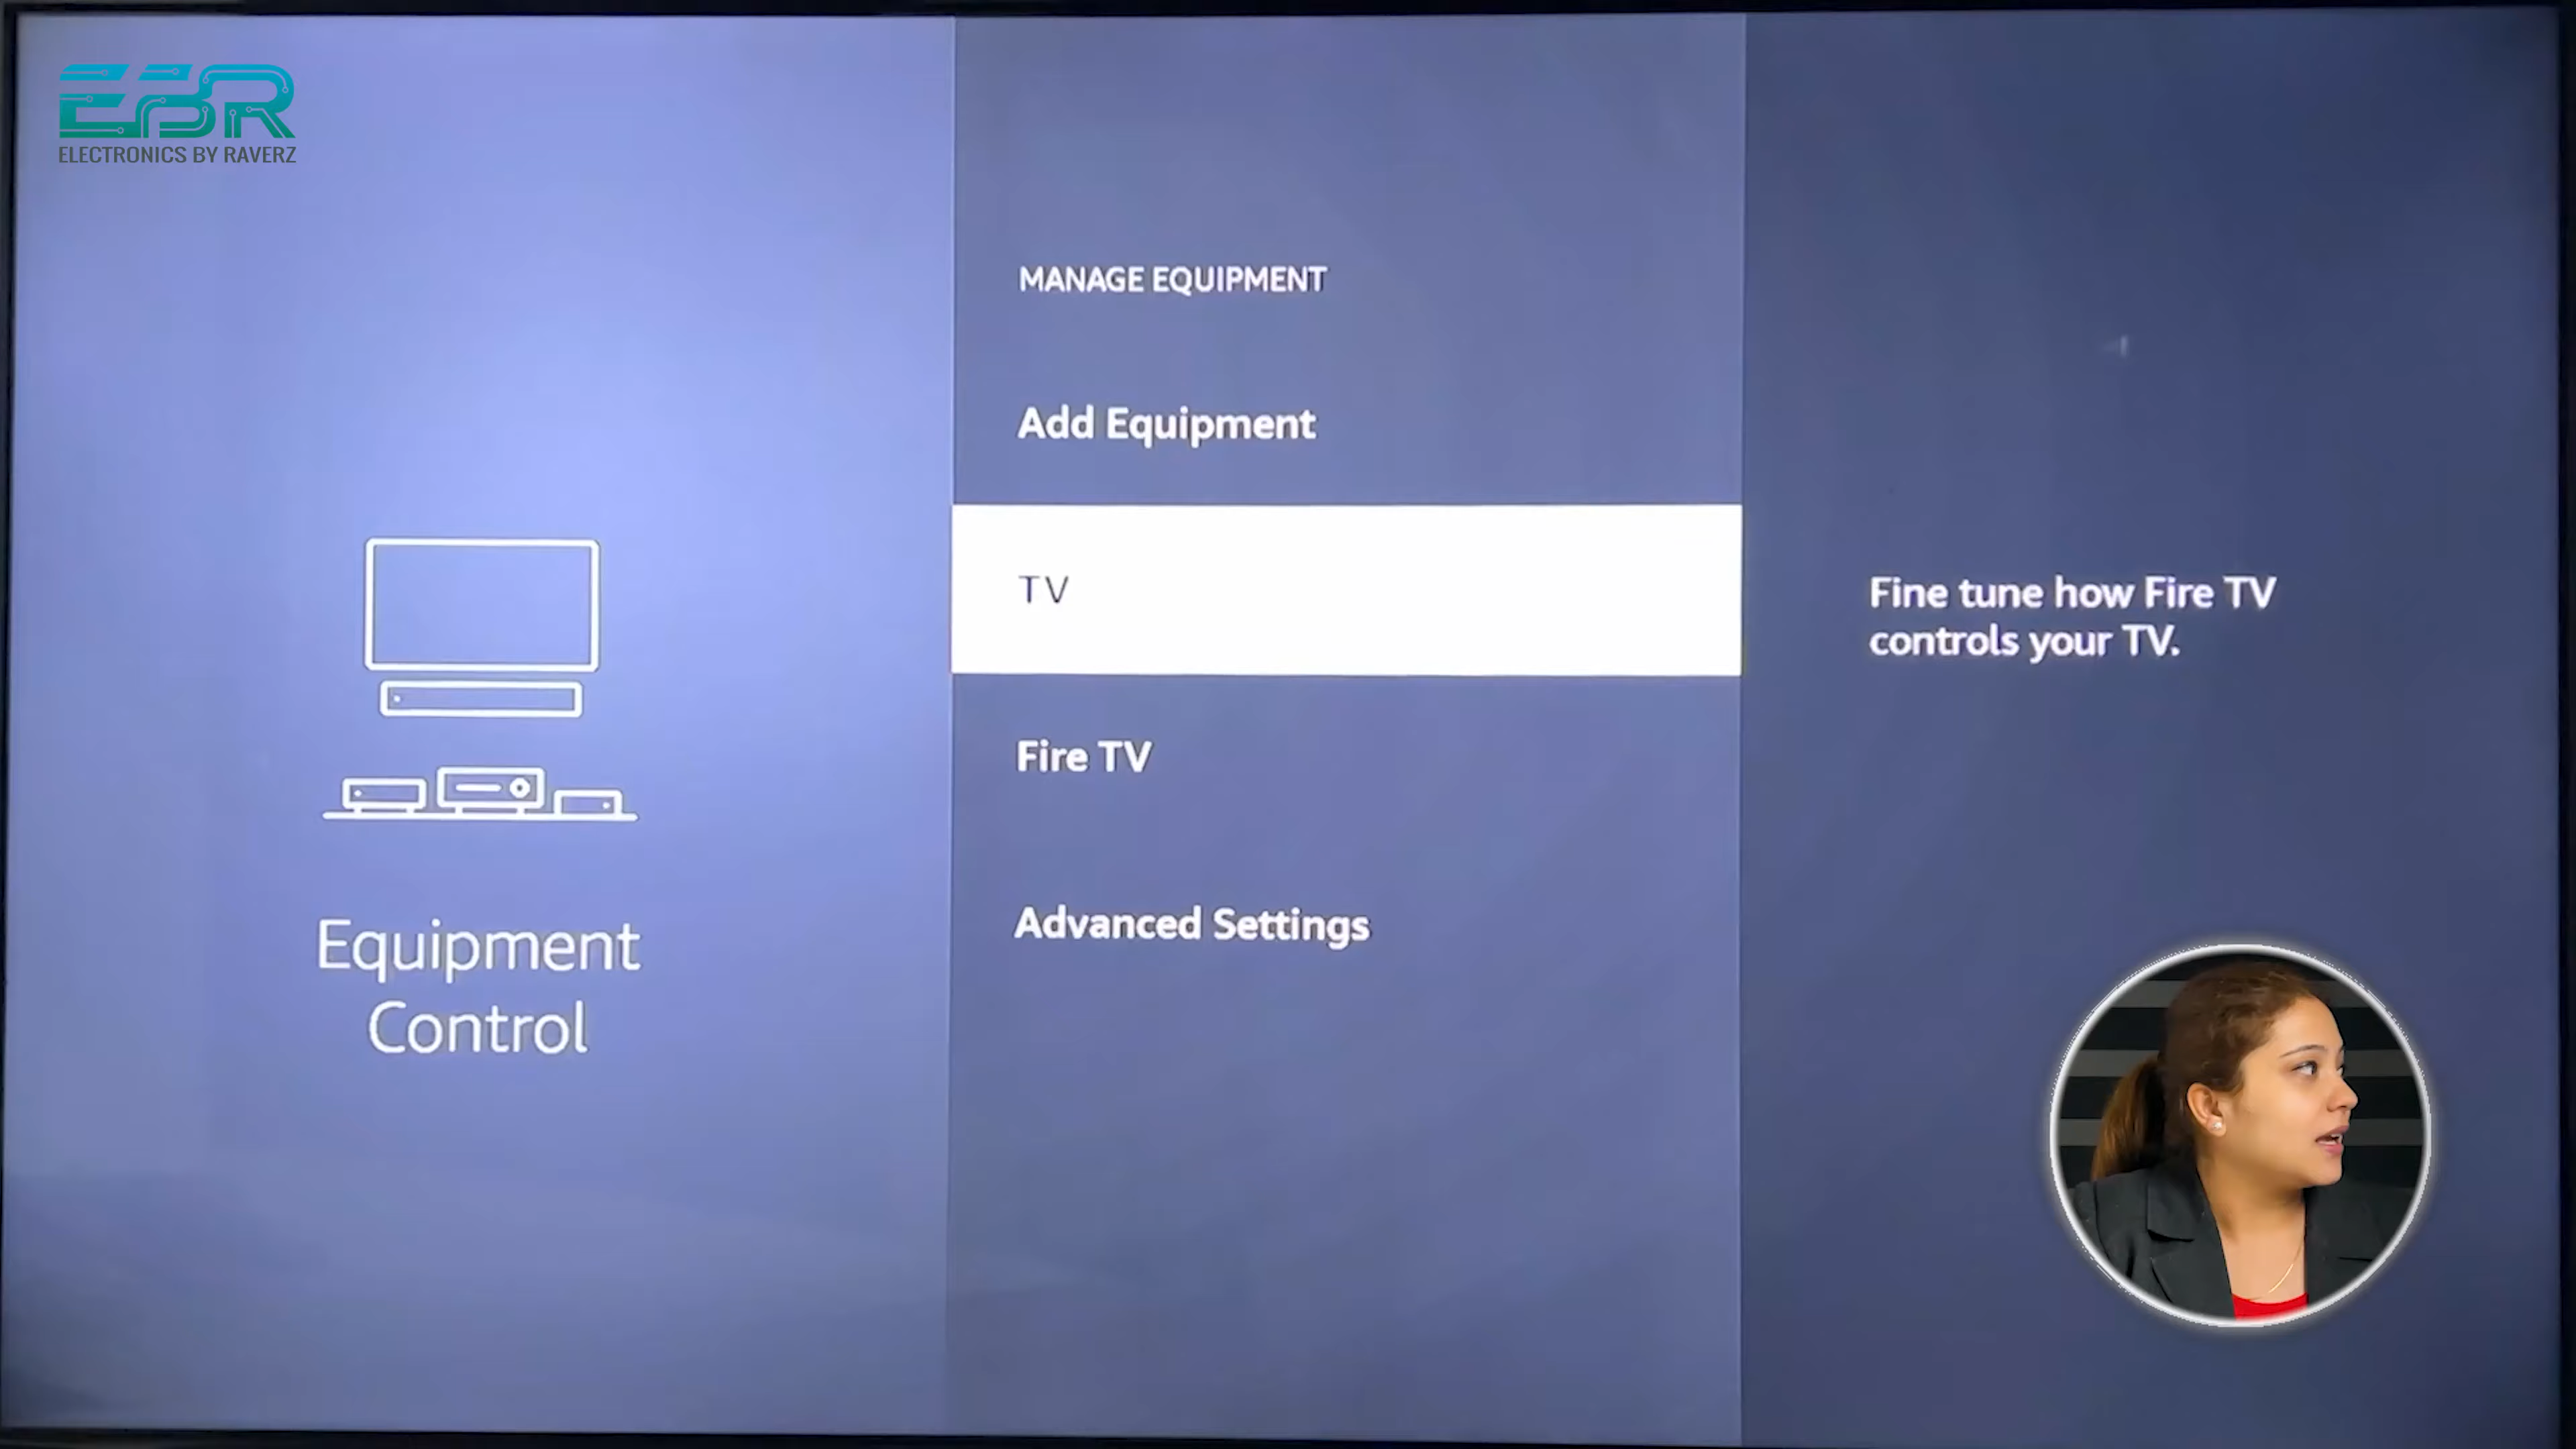 EBR
ELECTRONICS BY RAVERZ
MANAGE EQUIPMENT
Add Equipment
TV
Fire TV
Advanced Settings
Equipment
Control
Fine tune how Fire TV
controls your TV.